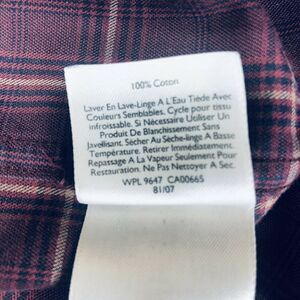 100% Coton
Laver En Lave-Linge A L'Eau Tiède Avec
Couleurs Semblables. Cycle pour tissu
infroissable. Si Nécessaire Utiliser Un
Produit De Blanchissement Sans
Javellisant. Sécher Au Sèche-linge A Basse
Température. Retirer Immédiatement.
Repassage A La Vapeur Seulement Pour
Restauration. Ne Pas Nettoyer A Sec.
WPL 9647 CA00665
81/07